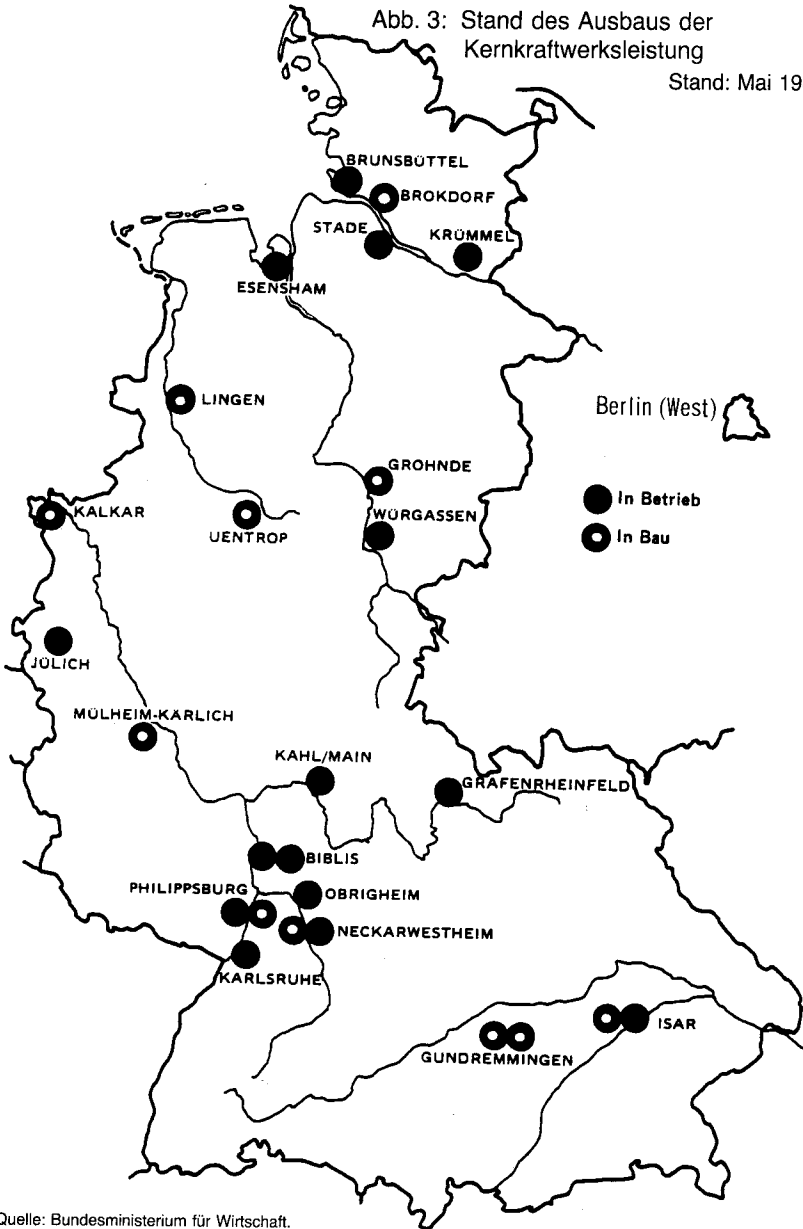 Abb. 3: Stand des Ausbaus der
Kernkraftwerksleistung
Stand: Mai 19
BRUNSBÜTTEL
BROKDORF
STADE
KRÜMMEL
ESENSHAM
LINGEN
Berlin (West)
GROHNDE
In Betrieb
KALKAR
WÜRGASSEN
UENTROP
In Bau
JÜLICH
MÜLHEIM-KÄRLICH
KAHL/MAIN
GRAFENRHEINFELD
BIBLIS
PHILIPPSBURG
OBRIGHEIM
NECKARWESTHEIM
KARLSRUHE
ISAR
GUNDREMMINGEN
Quelle: Bundesministerium für Wirtschaft.